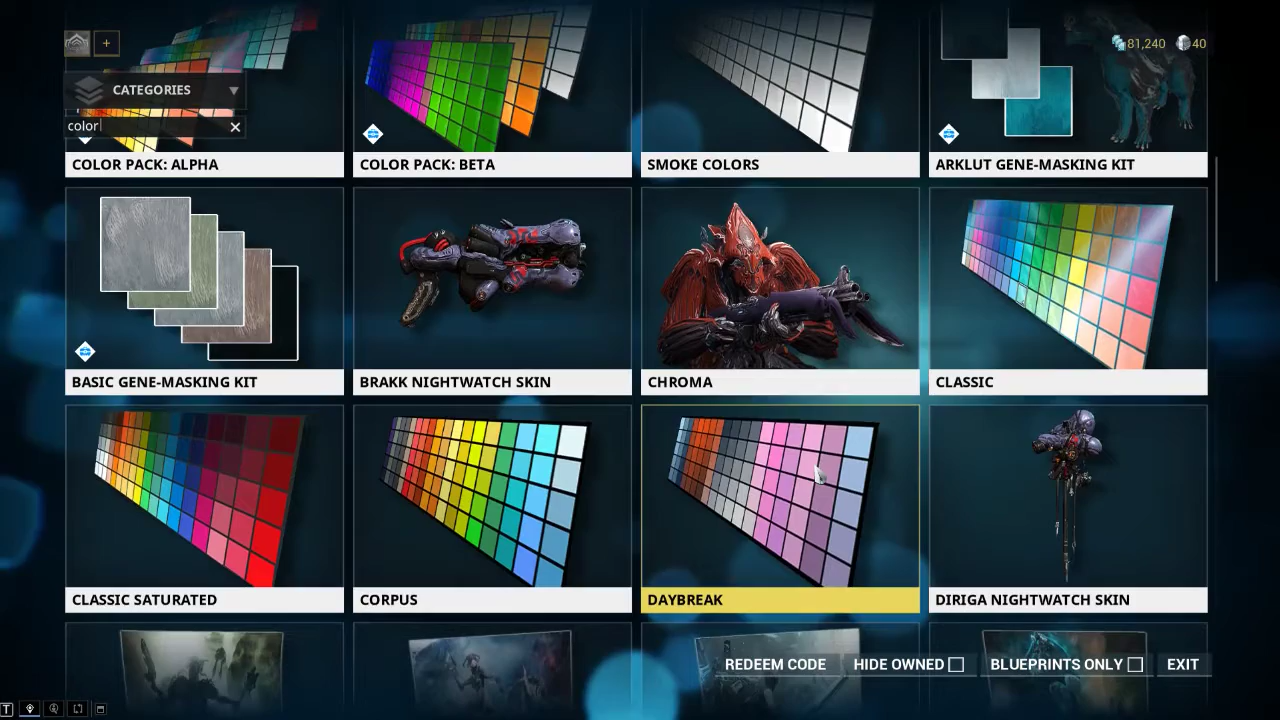 81,240 40
CATEGORIES
color
COLOR PACK: ALPHA
COLOR PACK: BETA
SMOKE COLORS
ARKLUT GENE-MASKING KIT
BASIC GENE-MASKING KIT
BRAKK NIGHTWATCH SKIN
CHROMA
CLASSIC
CLASSIC SATURATED
CORPUS
DAYBREAK
DIRIGA NIGHTWATCH SKIN
REDEEM CODE
HIDE OWNED
BLUEPRINTS ONLY
EXIT
T